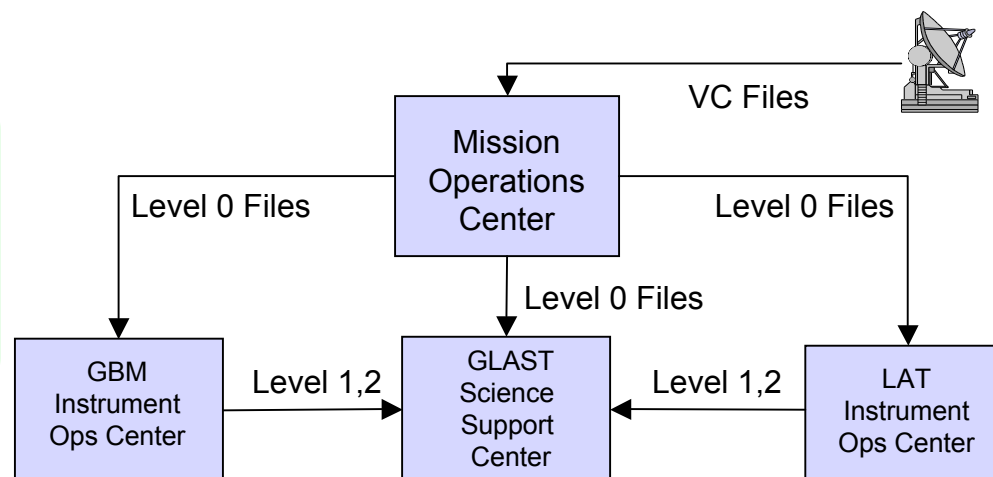 VC Files
Mission
Operations
Center
Level 0 Files
Level 0 Files
Level 0 Files
GBM
Instrument
Ops Center
Level 1,2
GLAST
Science
Support
Center
Level 1,2
LAT
Instrument
Ops Center